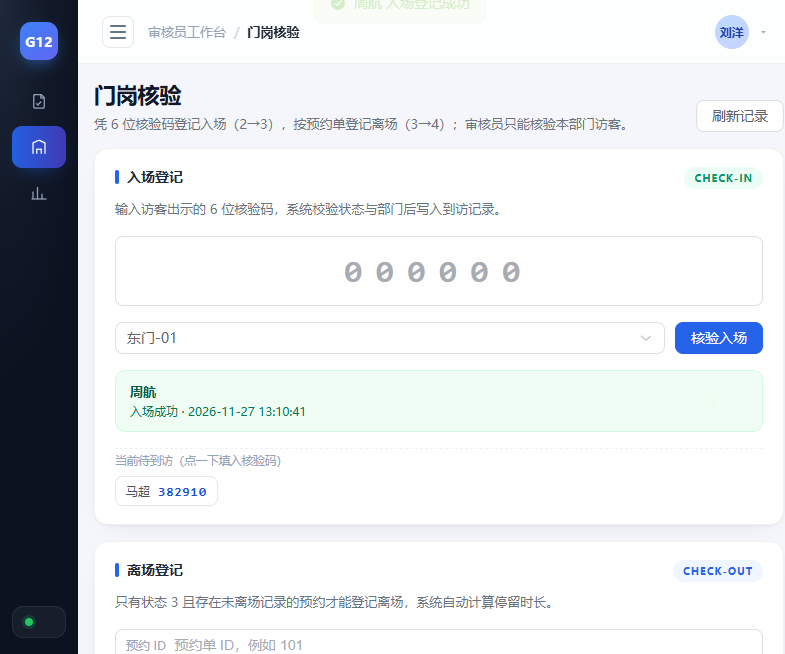 周航 入场登记成功
G12
审核员工作台 / 门岗核验
刘洋
门岗核验
凭 6 位核验码登记入场（2→3），按预约单登记离场（3→4）；审核员只能核验本部门访客。
刷新记录
入场登记
CHECK-IN
输入访客出示的 6 位核验码，系统校验状态与部门后写入到访记录。
000000
东门-01
核验入场
周航
入场成功 · 2026-11-27 13:10:41
当前待到访（点一下填入核验码）
马超 382910
离场登记
CHECK-OUT
只有状态 3 且存在未离场记录的预约才能登记离场，系统自动计算停留时长。
预约 ID 预约单 ID，例如 101